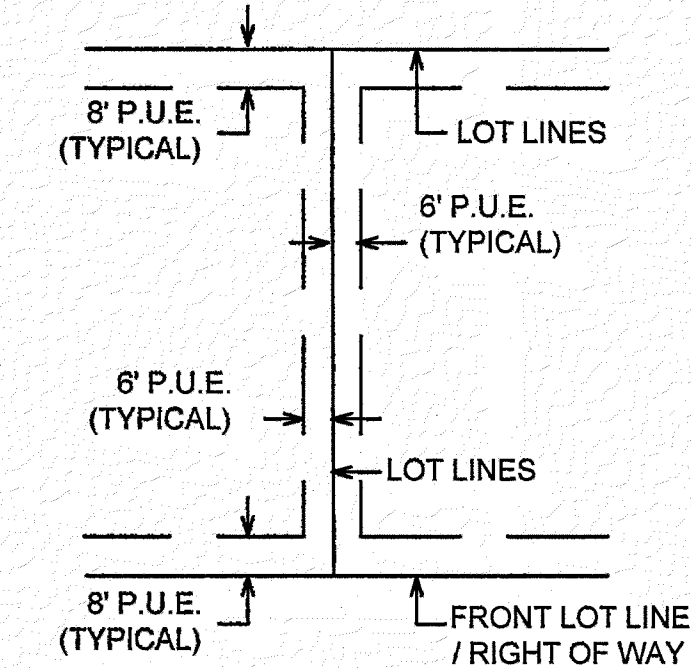 8' P.U.E.
(TYPICAL)
LOT LINES
6' P.U.E.
(TYPICAL)
6' P.U.E.
(TYPICAL)
LOT LINES
8' P.U.E.
(TYPICAL)
FRONT LOT LINE
/ RIGHT OF WAY